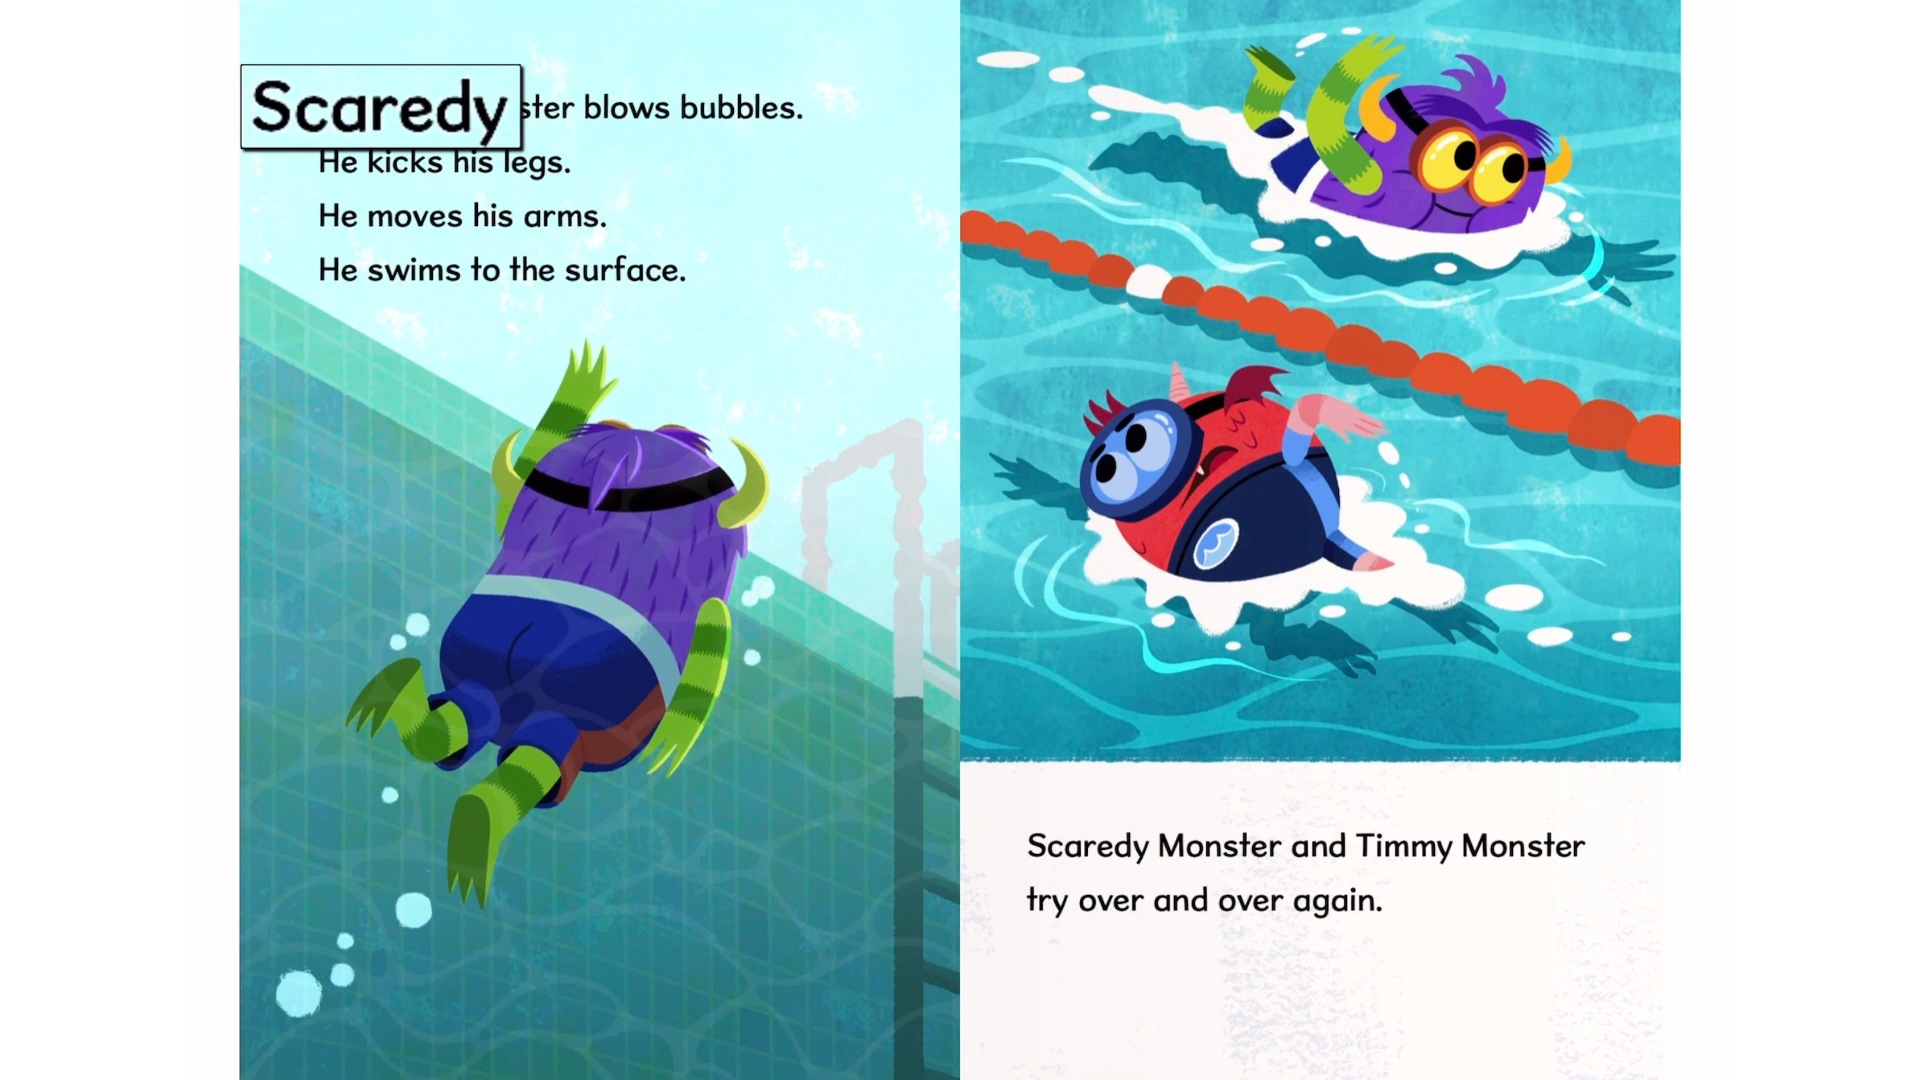 Scaredy ster blows bubbles.
He kicks his legs.
He moves his arms.
He swims to the surface.
Scaredy Monster and Timmy Monster
try over and over again.